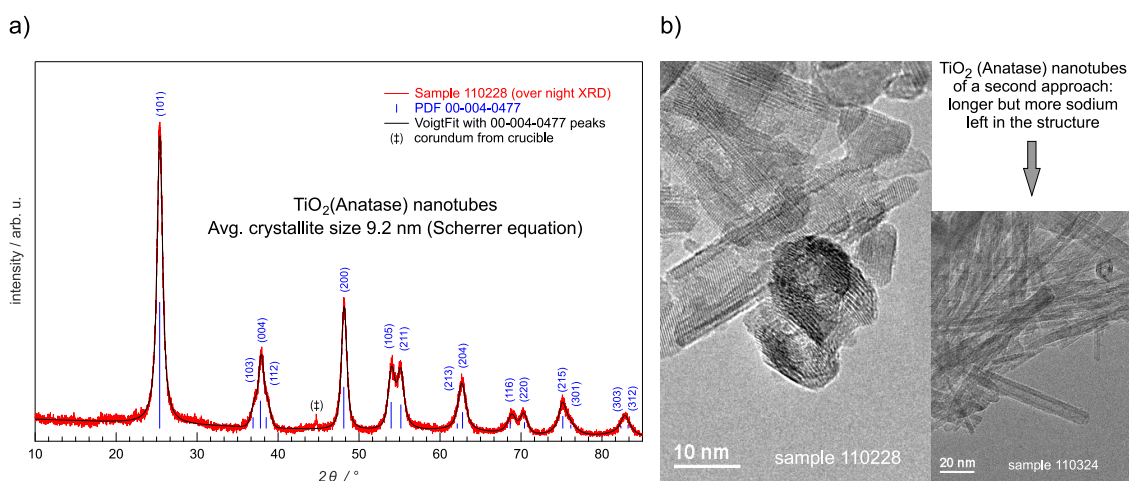 a)
b)
Sample 110228 (over night XRD)
PDF 00-004-0477
VoigtFit with 00-004-0477 peaks
(‡) corundum from crucible
TiO2(Anatase) nanotubes
Avg. crystallite size 9.2 nm (Scherrer equation)
intensity / arb. u.
(101)
(103)
(004)
(112)
(‡)
(200)
(105)
(211)
(213)
(204)
(116)
(220)
(215)
(301)
(303)
(312)
10 20 30 40 50 60 70 80
2θ / °
10 nm
sample 110228
TiO2 (Anatase) nanotubes
of a second approach:
longer but more sodium
left in the structure
20 nm
sample 110324